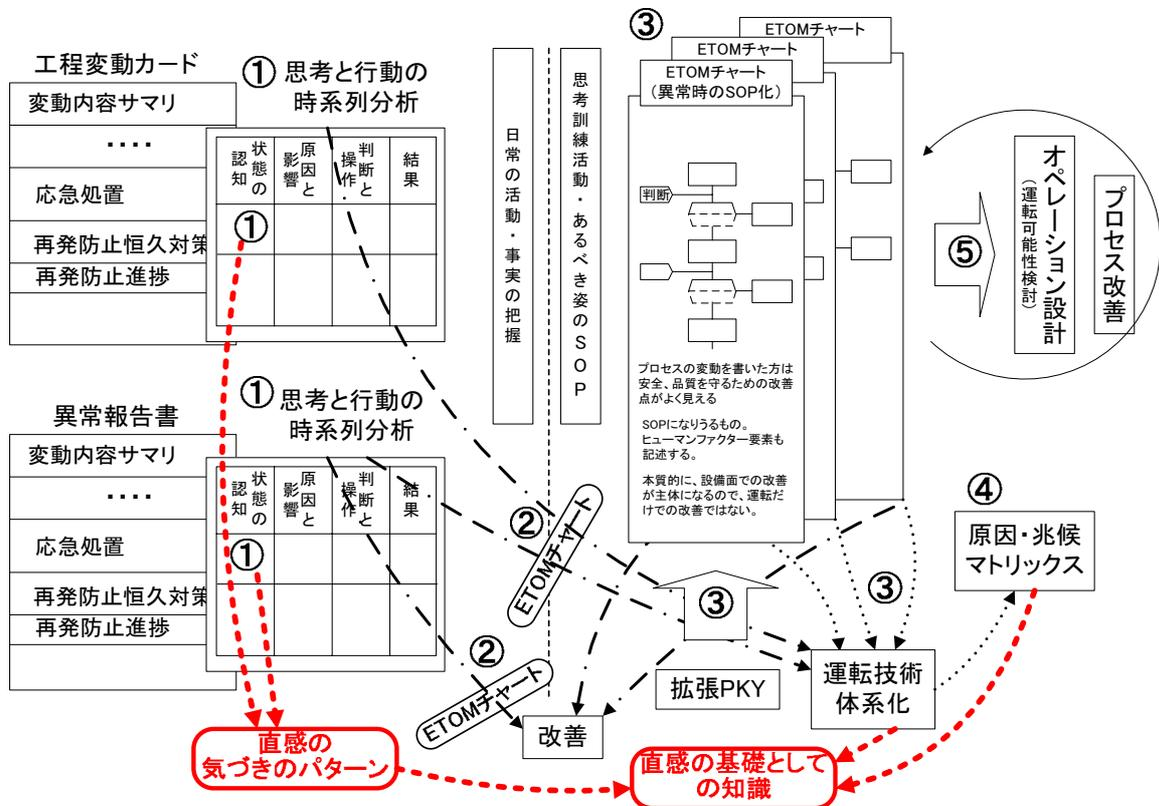 工程変動カード
変動内容サマリ
・・・・
応急処置
再発防止恒久対策
再発防止進捗
① 思考と行動の
時系列分析
状態の
認知
原因と
影響
判断と
操作
結果
①
異常報告書
変動内容サマリ
・・・・
応急処置
再発防止恒久対策
再発防止進捗
① 思考と行動の
時系列分析
状態の
認知
原因と
影響
判断と
操作
結果
①
日常の活動・事実の把握
思考訓練活動・あるべき姿のSOP
③
ETOMチャート
ETOMチャート
ETOMチャート
(異常時のSOP化)
判断
プロセスの変動を書いた方は
安全、品質を守るための改善
点がよく見える
SOPになりうるもの。
ヒューマンファクター要素も
記述する。
本質的に、設備面での改善
が主体になるので、運転だ
けでの改善ではない。
⑤
オペレーション設計
(運転可能性検討)
プロセス改善
②
ETOMチャート
②
ETOMチャート
③
③
④
原因・兆候
マトリックス
拡張PKY
運転技術
体系化
改善
直感の
気づきのパターン
直感の基礎として
の知識